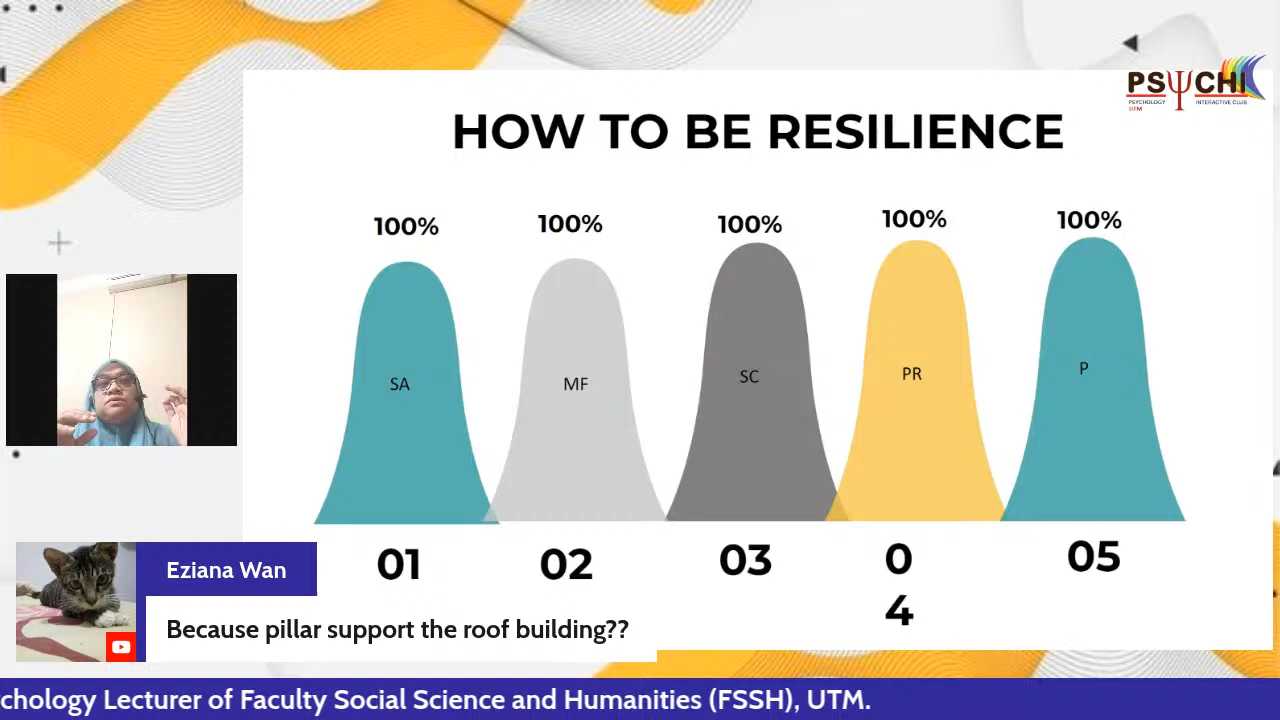 PSYCHI
PSYCHOLOGY INTERACTIVE CLUB
UTM
HOW TO BE RESILIENCE
100% 100% 100% 100% 100%
SA MF SC PR P
01 02 03 0 05
4
Eziana Wan
Because pillar support the roof building??
chology Lecturer of Faculty Social Science and Humanities (FSSH), UTM.